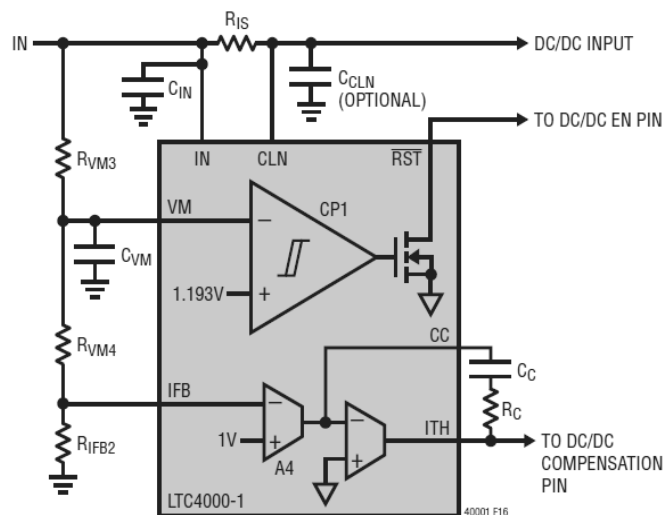 IN
R_IS
DC/DC INPUT
C_IN
C_CLN
(OPTIONAL)
TO DC/DC EN PIN
R_VM3
IN
CLN
RST
VM
CP1
–
C_VM
1.193V
+
R_VM4
CC
C_C
IFB
–
–
R_C
1V
+
ITH
TO DC/DC
COMPENSATION
PIN
R_IFB2
A4
+
LTC4000-1
40001 F16